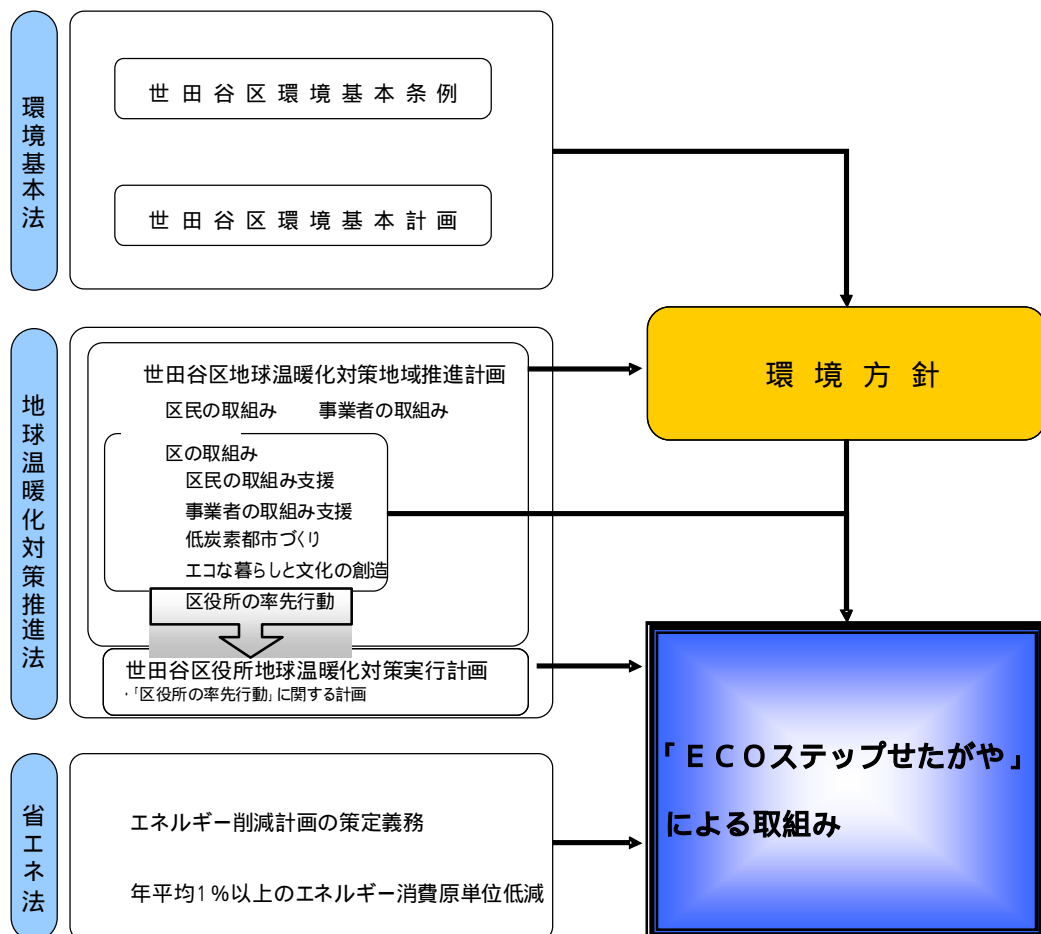 環境基本法
世田谷区環境基本条例
世田谷区環境基本計画
地球温暖化対策推進法
世田谷区地球温暖化対策地域推進計画
区民の取組み　事業者の取組み
区の取組み
区民の取組み支援
事業者の取組み支援
低炭素都市づくり
エコな暮らしと文化の創造
区役所の率先行動
世田谷区役所地球温暖化対策実行計画
・「区役所の率先行動」に関する計画
省エネ法
エネルギー削減計画の策定義務
年平均1％以上のエネルギー消費原単位低減
環境方針
「ＥＣＯステップせたがや」
による取組み